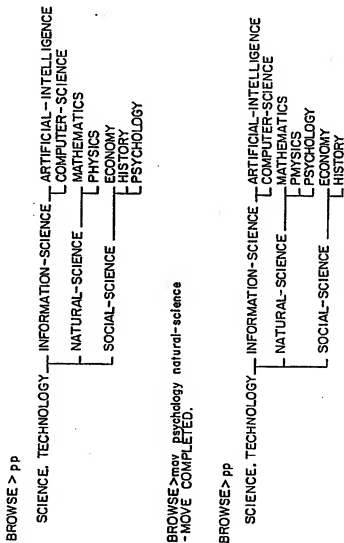 BROWSE > pp
SCIENCE. TECHNOLOGY INFORMATION-SCIENCE ARTIFICIAL-INTELLIGENCE
COMPUTER-SCIENCE
NATURAL-SCIENCE MATHEMATICS
PHYSICS
SOCIAL-SCIENCE ECONOMY
HISTORY
PSYCHOLOGY
BROWSE >mov psychology natural-science
-MOVE COMPLETED.
BROWSE > pp
SCIENCE. TECHNOLOGY INFORMATION-SCIENCE ARTIFICIAL-INTELLIGENCE
COMPUTER-SCIENCE
NATURAL-SCIENCE MATHEMATICS
PMYSICS
PSYCHOLOGY
SOCIAL-SCIENCE ECONOMY
HISTORY